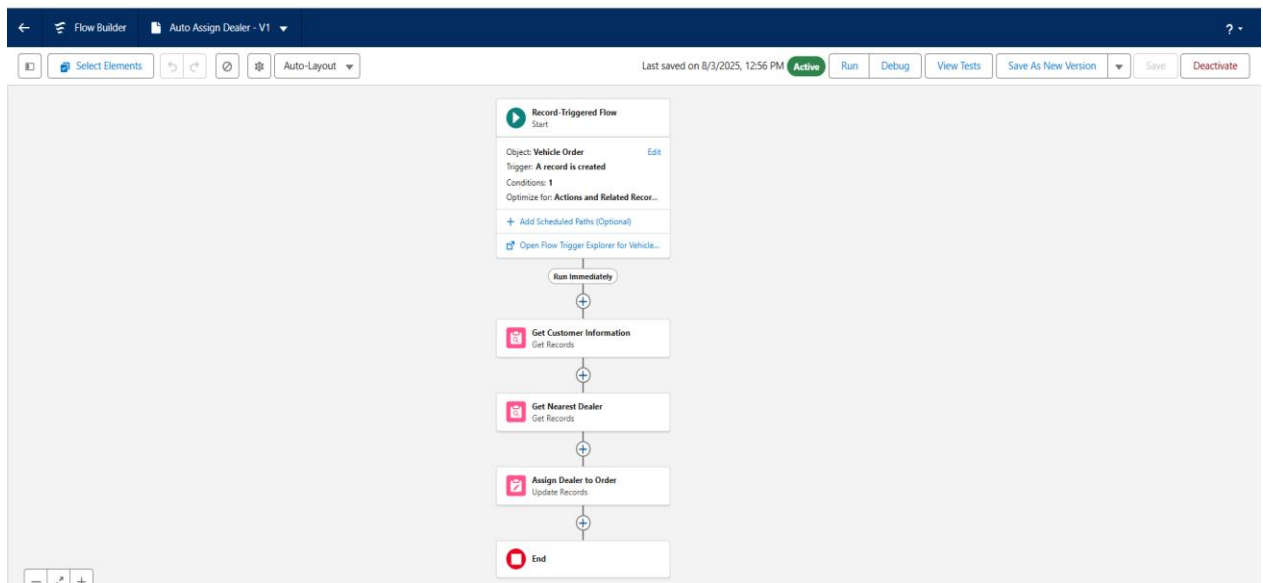 Flow Builder Auto Assign Dealer - V1 ?
Select Elements Auto-Layout Last saved on 8/3/2025, 12:56 PM Active Run Debug View Tests Save As New Version Save Deactivate
Record-Triggered Flow
Start
Object: Vehicle Order Edit
Trigger: A record is created
Conditions: 1
Optimize for: Actions and Related Recor...
+ Add Scheduled Paths (Optional)
Open Flow Trigger Explorer for Vehicle...
Run Immediately
Get Customer Information
Get Records
Get Nearest Dealer
Get Records
Assign Dealer to Order
Update Records
End